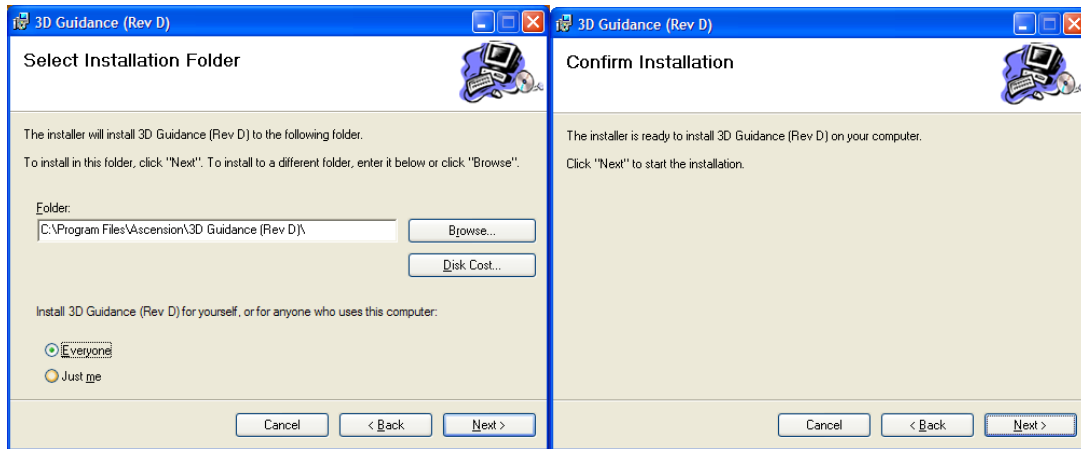 3D Guidance (Rev D)
Select Installation Folder
The installer will install 3D Guidance (Rev D) to the following folder.
To install in this folder, click "Next". To install to a different folder, enter it below or click "Browse".
Folder:
C:\Program Files\Ascension\3D Guidance (Rev D)\
Browse...
Disk Cost...
Install 3D Guidance (Rev D) for yourself, or for anyone who uses this computer:
Everyone
Just me
Cancel
< Back
Next >
3D Guidance (Rev D)
Confirm Installation
The installer is ready to install 3D Guidance (Rev D) on your computer.
Click "Next" to start the installation.
Cancel
< Back
Next >